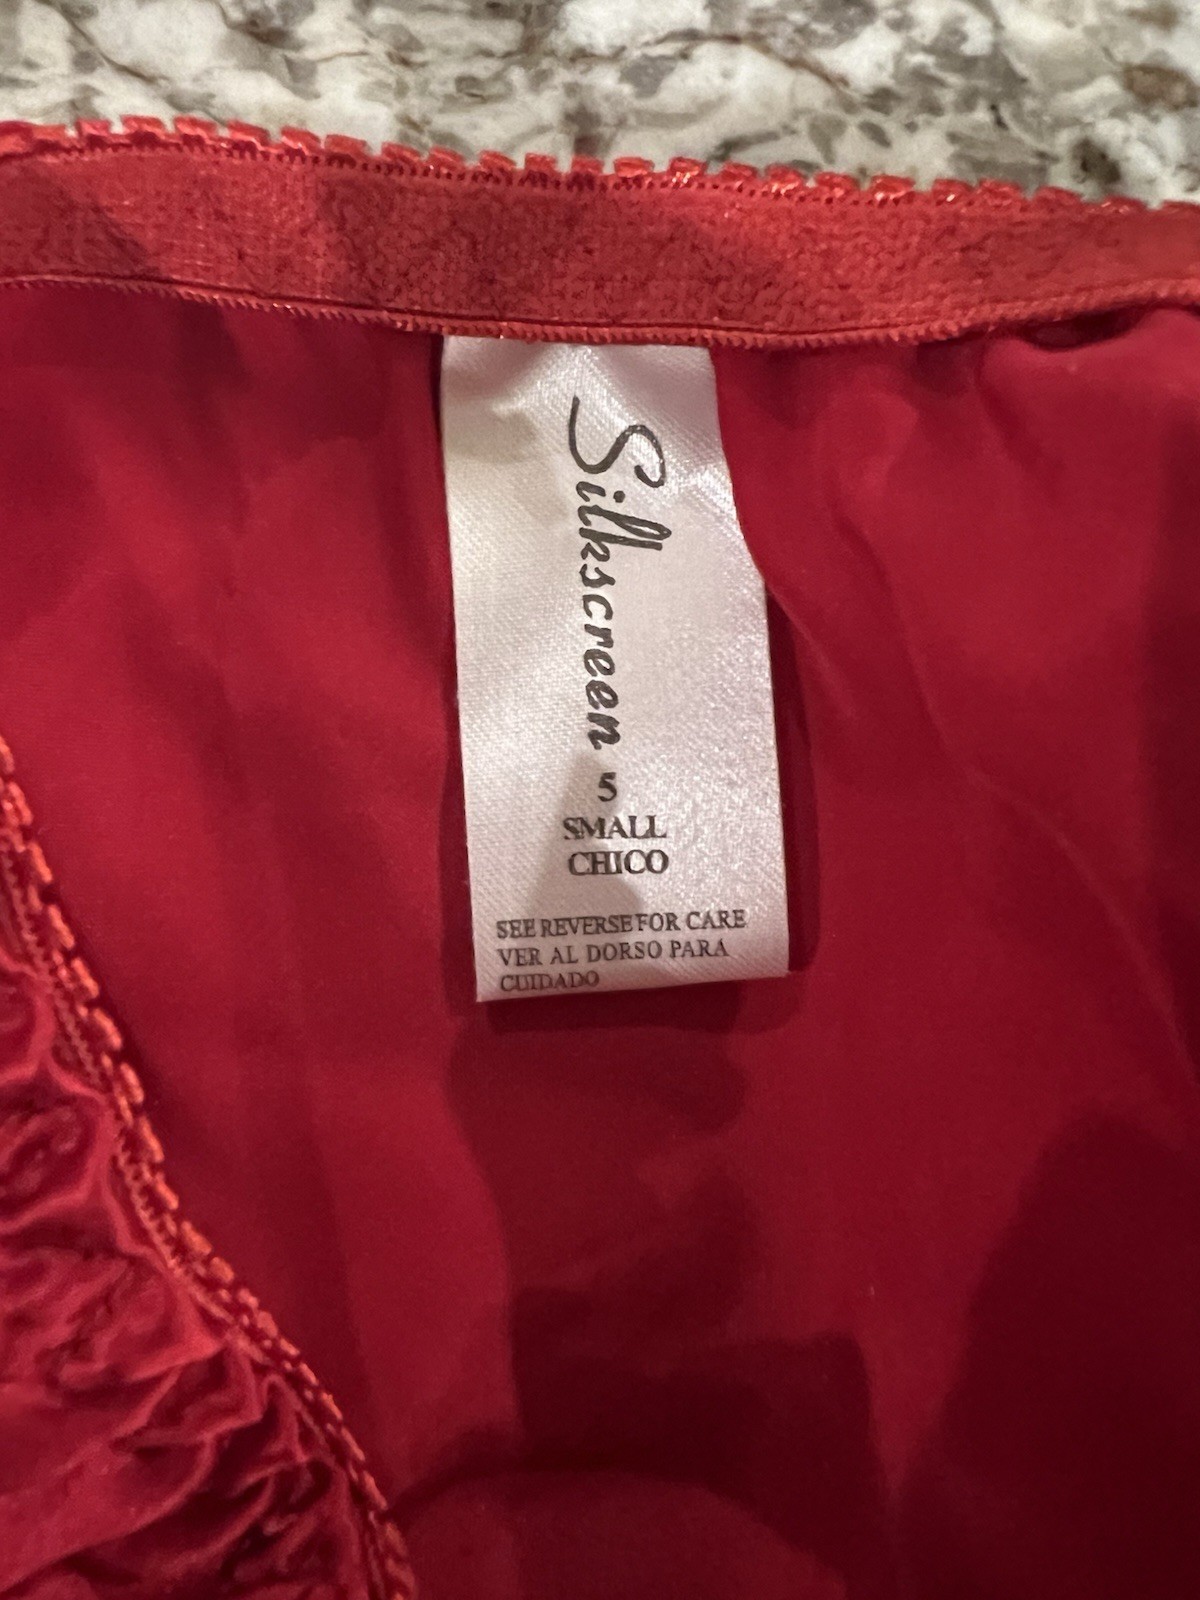 Silkscreen
5
SMALL
CHICO
SEE REVERSE FOR CARE
VER AL DORSO PARA
CUIDADO